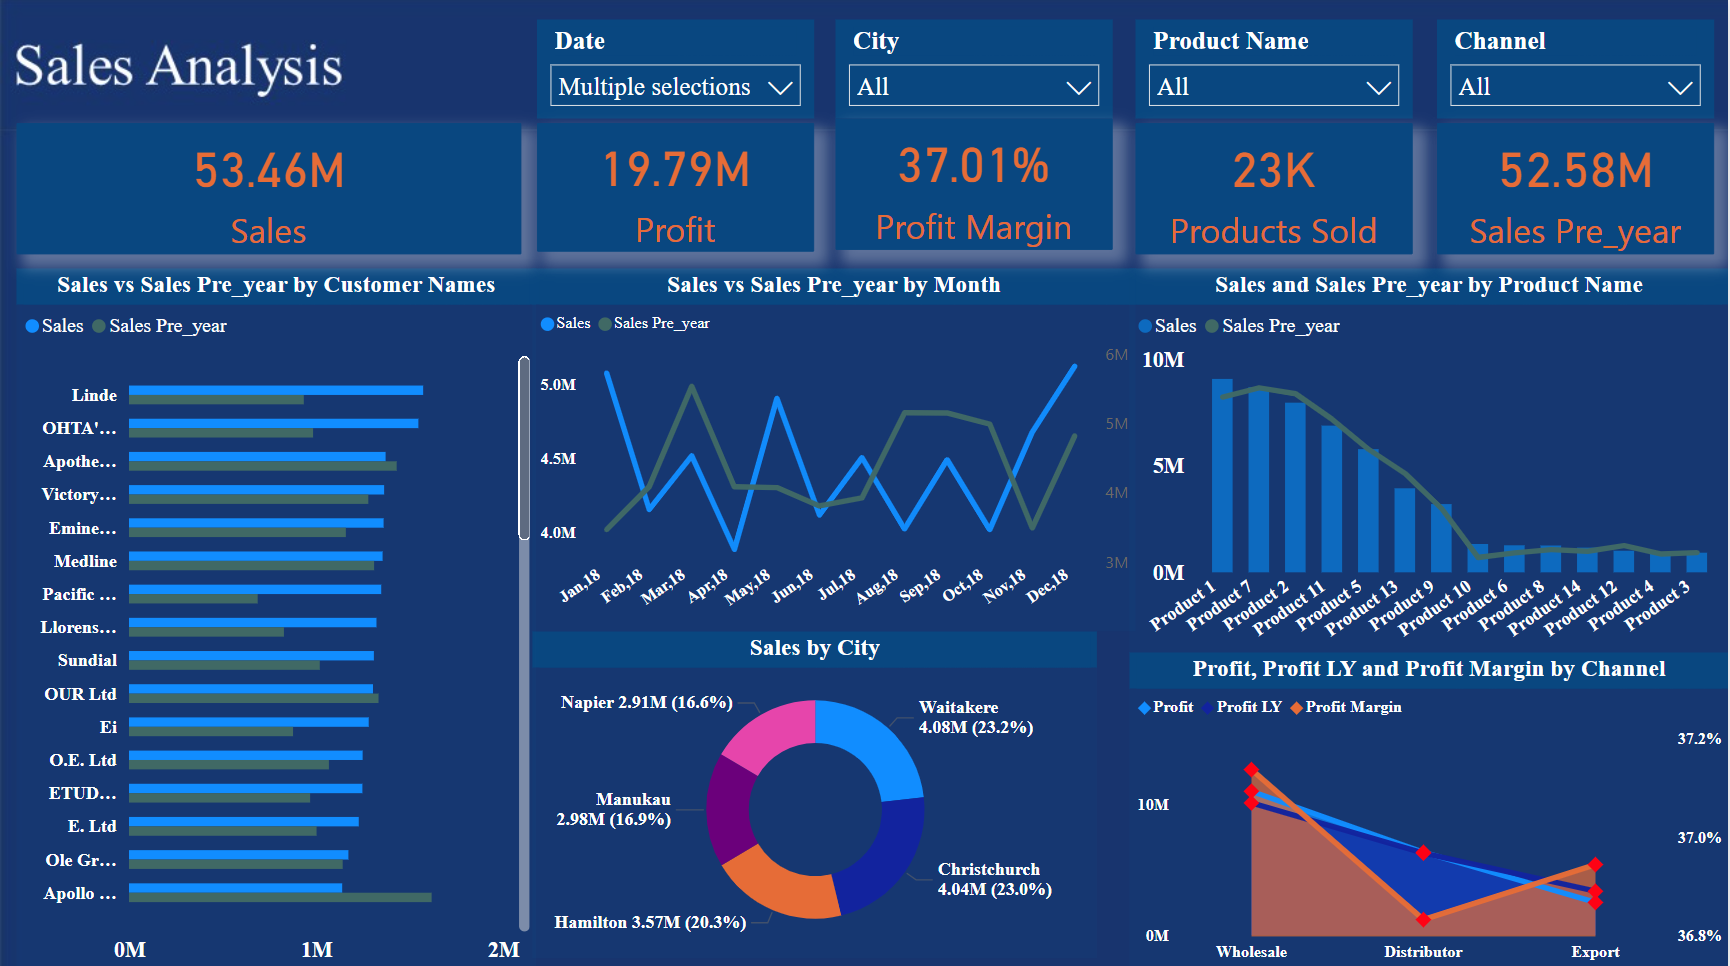 Sales Analysis
Date
Multiple selections
City
All
Product Name
All
Channel
All
53.46M
Sales
19.79M
Profit
37.01%
Profit Margin
23K
Products Sold
52.58M
Sales Pre_year
Sales vs Sales Pre_year by Customer Names
Sales Sales Pre_year
Linde
OHTA'...
Apothe...
Victory...
Emine...
Medline
Pacific ...
Llorens...
Sundial
OUR Ltd
Ei
O.E. Ltd
ETUD...
E. Ltd
Ole Gr...
Apollo ...
0M 1M 2M
Sales vs Sales Pre_year by Month
Sales Sales Pre_year
5.0M
4.5M
4.0M
6M
5M
4M
3M
Jan,18 Feb,18 Mar,18 Apr,18 May,18 Jun,18 Jul,18 Aug,18 Sep,18 Oct,18 Nov,18 Dec,18
Sales by City
Napier 2.91M (16.6%)
Waitakere
4.08M (23.2%)
Manukau
2.98M (16.9%)
Christchurch
4.04M (23.0%)
Hamilton 3.57M (20.3%)
Sales and Sales Pre_year by Product Name
Sales Sales Pre_year
10M
5M
0M
Product 1 Product 7 Product 2 Product 11 Product 5 Product 13 Product 9 Product 10 Product 6 Product 8 Product 14 Product 12 Product 4 Product 3
Profit, Profit LY and Profit Margin by Channel
Profit Profit LY Profit Margin
10M
0M
37.2%
37.0%
36.8%
Wholesale Distributor Export